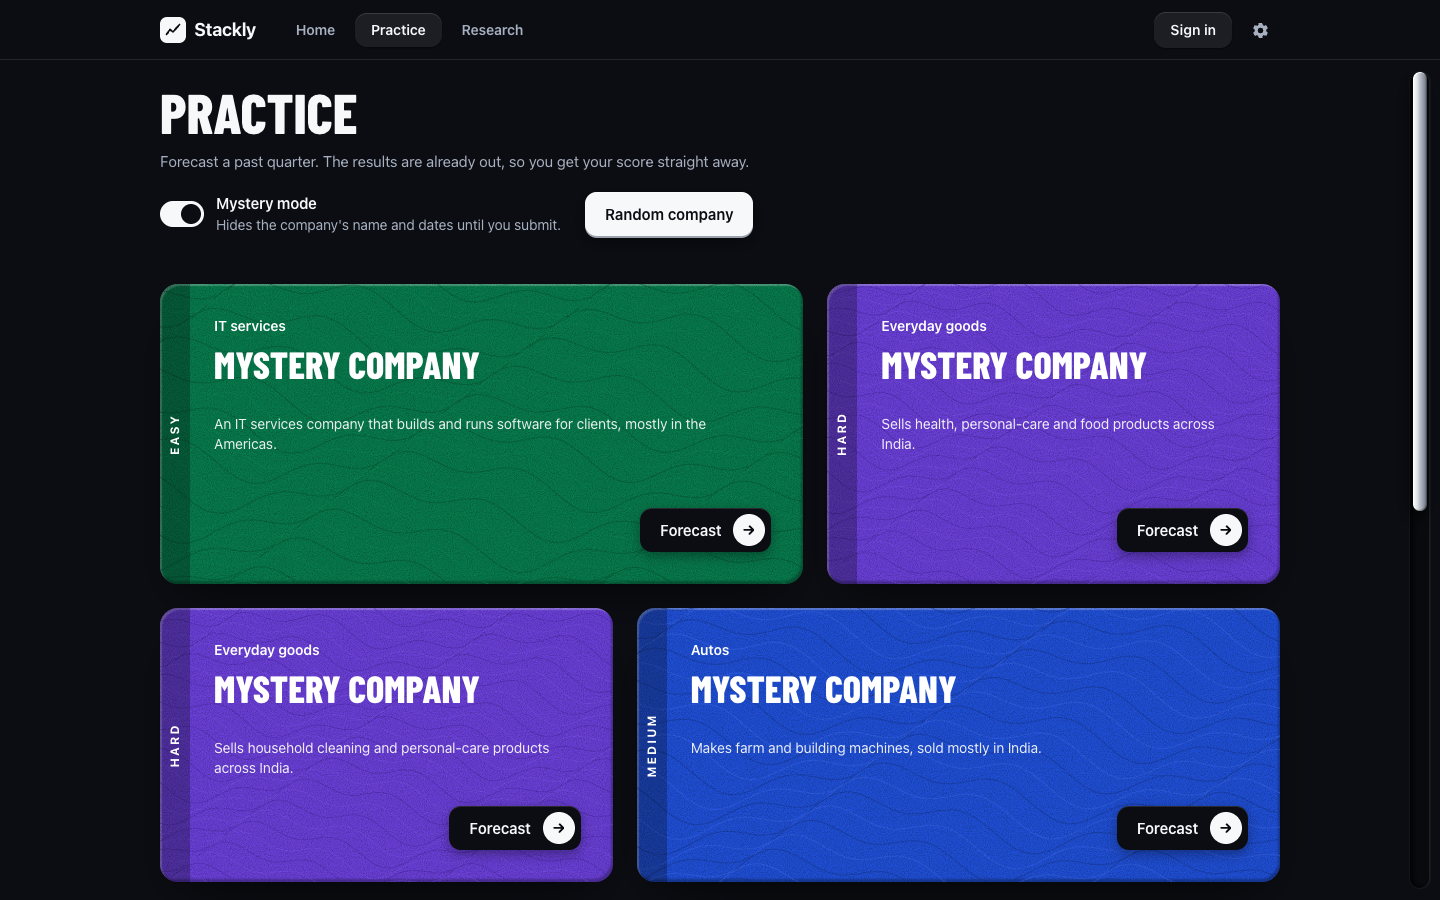 Stackly
Home
Practice
Research
Sign in
PRACTICE
Forecast a past quarter. The results are already out, so you get your score straight away.
Mystery mode
Hides the company's name and dates until you submit.
Random company
EASY
IT services
MYSTERY COMPANY
An IT services company that builds and runs software for clients, mostly in the
Americas.
Forecast
HARD
Everyday goods
MYSTERY COMPANY
Sells health, personal-care and food products across
India.
Forecast
HARD
Everyday goods
MYSTERY COMPANY
Sells household cleaning and personal-care products
across India.
Forecast
MEDIUM
Autos
MYSTERY COMPANY
Makes farm and building machines, sold mostly in India.
Forecast